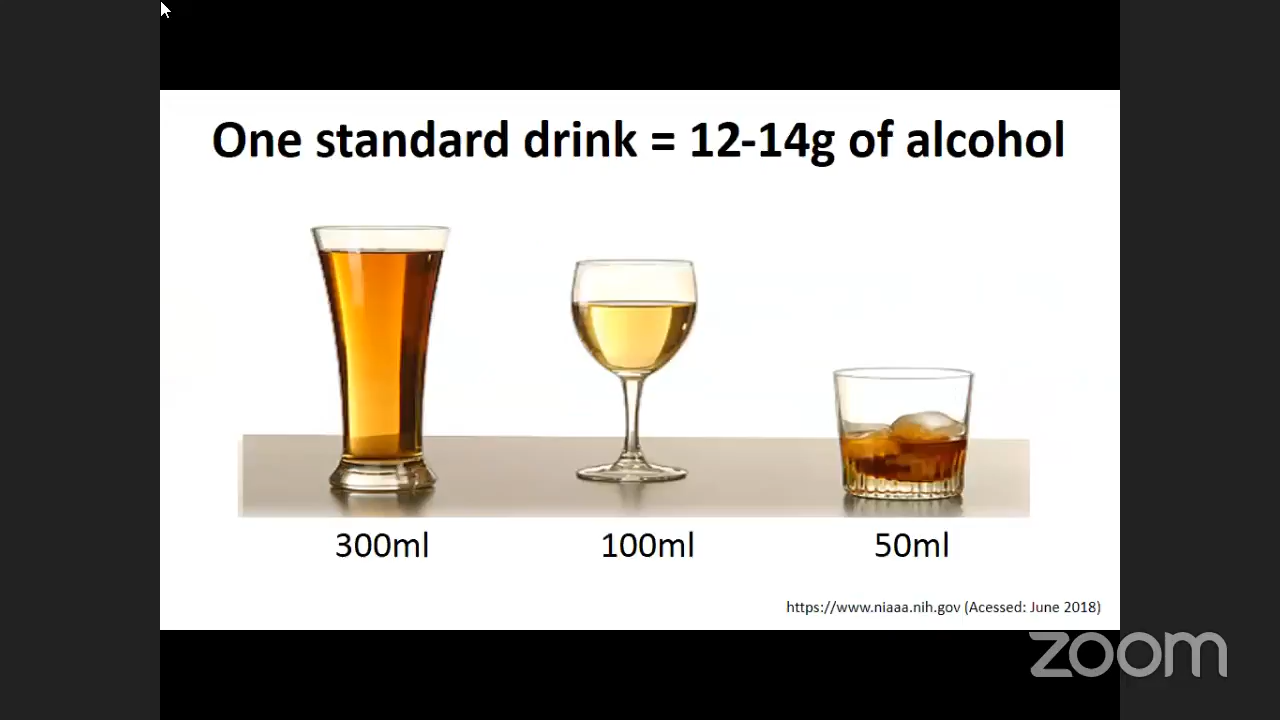 One standard drink = 12-14g of alcohol
300ml 100ml 50ml
https://www.niaaa.nih.gov (Acessed: June 2018)
zoom